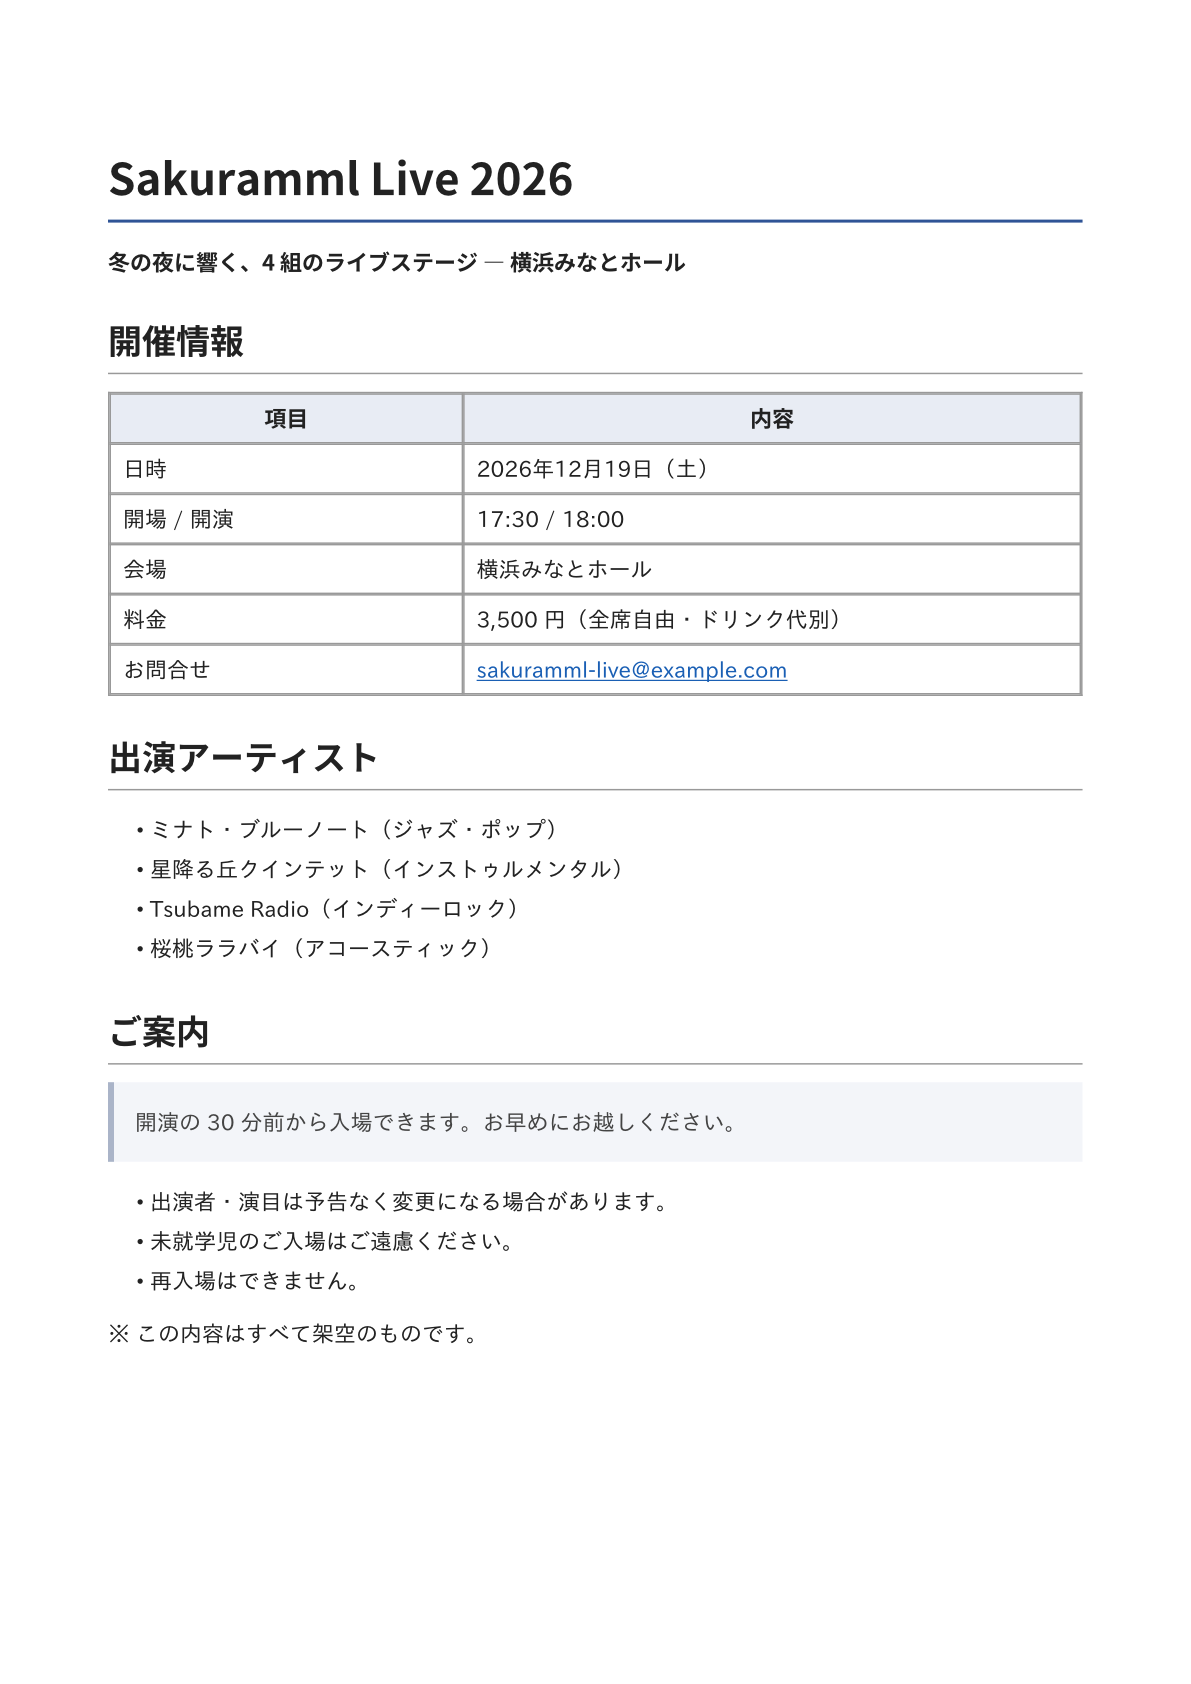 Sakuramml Live 2026
冬の夜に響く、4 組のライブステージ — 横浜みなとホール
開催情報
項目 内容
日時 2026年12月19日（土）
開場 / 開演 17:30 / 18:00
会場 横浜みなとホール
料金 3,500 円（全席自由・ドリンク代別）
お問合せ sakuramml-live@example.com
出演アーティスト
• ミナト・ブルーノート（ジャズ・ポップ）
• 星降る丘クインテット（インストゥルメンタル）
• Tsubame Radio（インディーロック）
• 桜桃ララバイ（アコースティック）
ご案内
開演の 30 分前から入場できます。お早めにお越しください。
• 出演者・演目は予告なく変更になる場合があります。
• 未就学児のご入場はご遠慮ください。
• 再入場はできません。
※ この内容はすべて架空のものです。